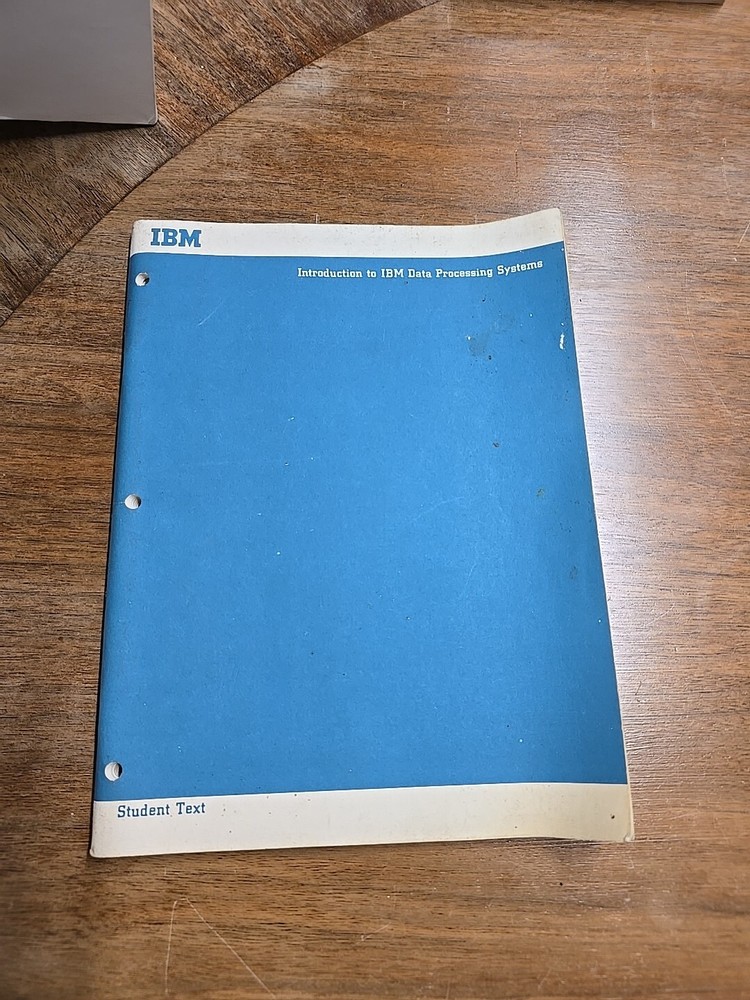 IBM
Introduction to IBM Data Processing Systems
Student Text